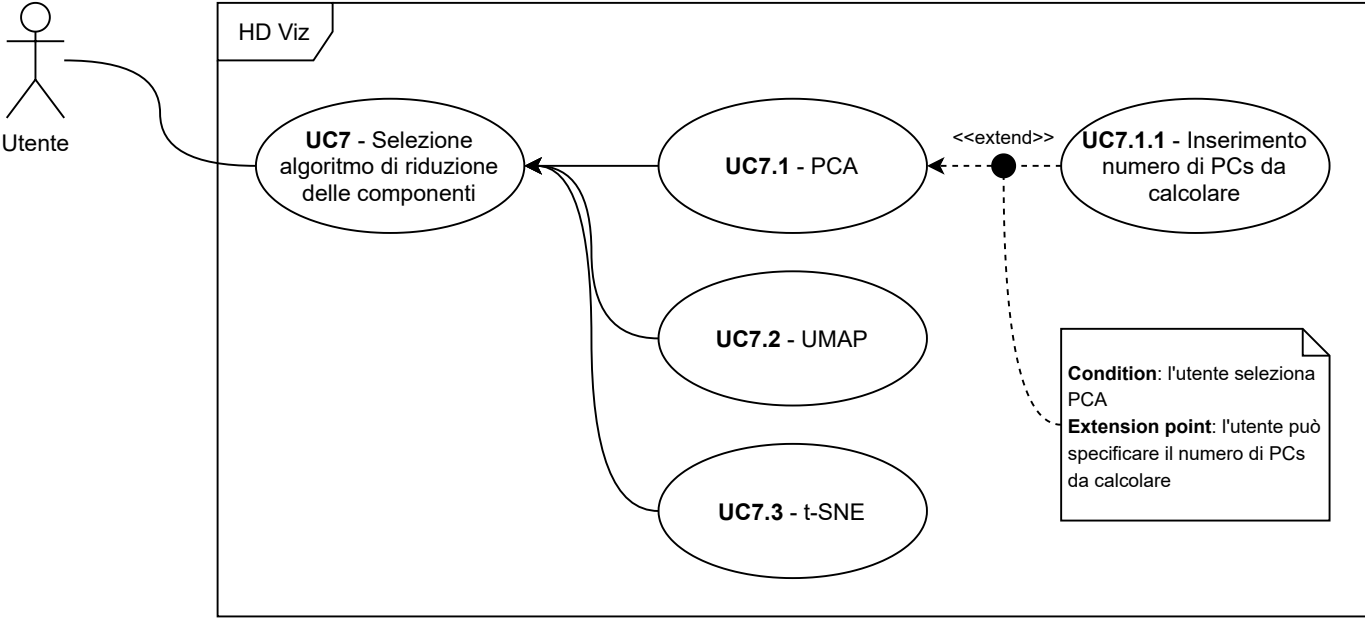 HD Viz
Utente
UC7 - Selezione
algoritmo di riduzione
delle componenti
UC7.1 - PCA
<<extend>>
UC7.1.1 - Inserimento
numero di PCs da
calcolare
UC7.2 - UMAP
Condition: l'utente seleziona
PCA
Extension point: l'utente può
specificare il numero di PCs
da calcolare
UC7.3 - t-SNE